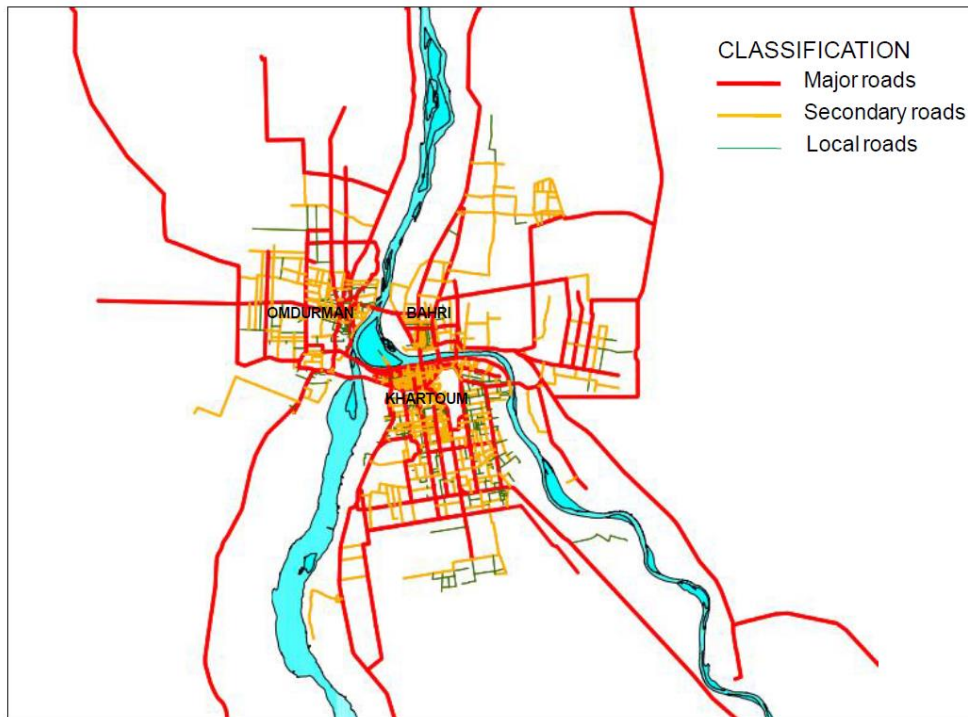 CLASSIFICATION
Major roads
Secondary roads
Local roads
OMDURMAN
BAHRI
KHARTOUM